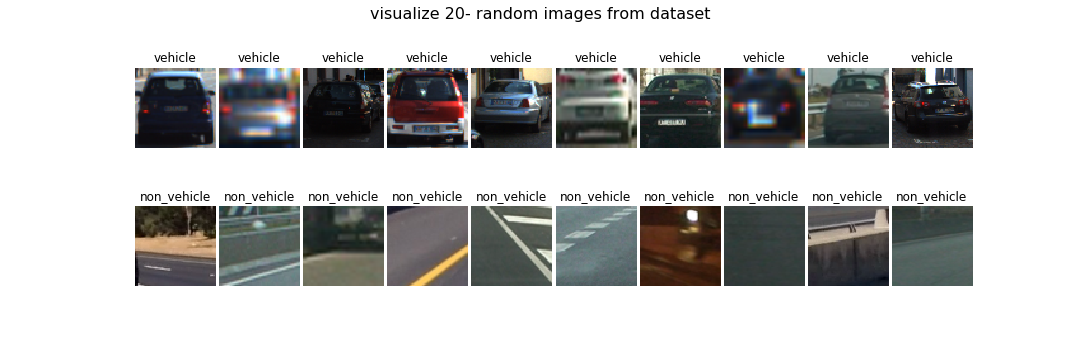 visualize 20- random images from dataset
vehicle vehicle vehicle vehicle vehicle vehicle vehicle vehicle vehicle vehicle
non_vehicle non_vehicle non_vehicle non_vehicle non_vehicle non_vehicle non_vehicle non_vehicle non_vehicle non_vehicle